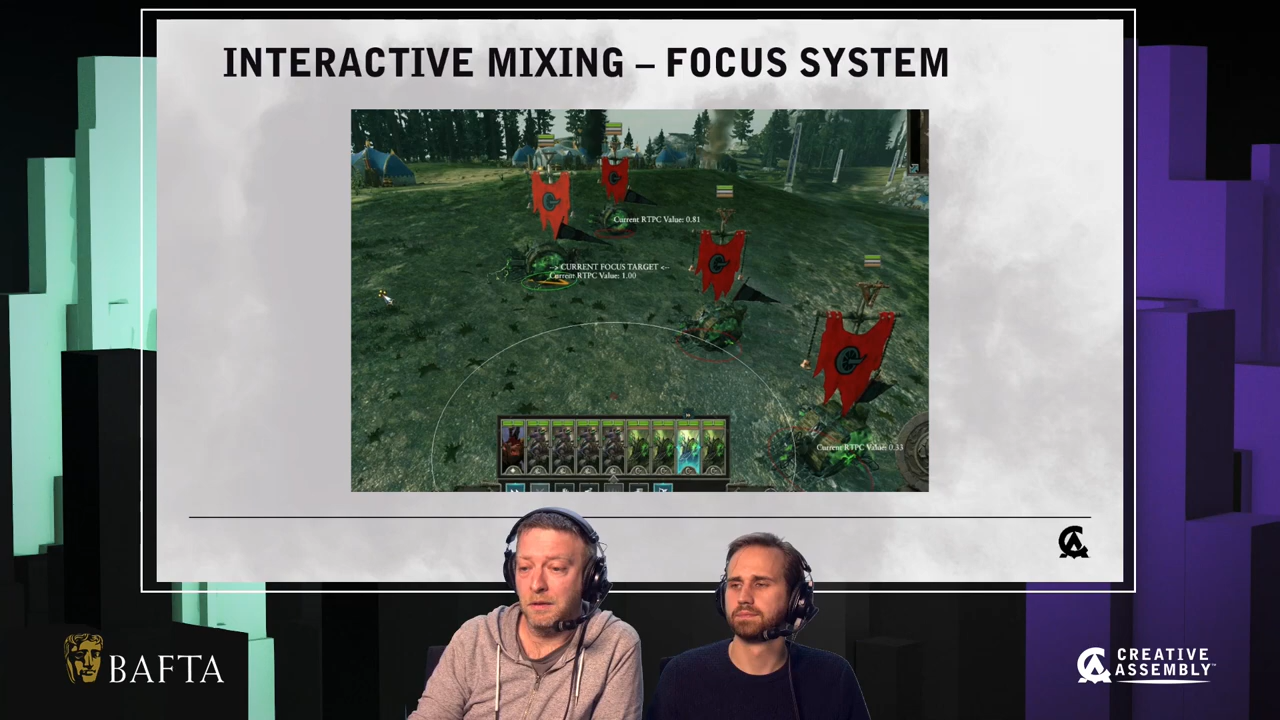 INTERACTIVE MIXING – FOCUS SYSTEM
Current RTPC Value: 0.81
--> CURRENT FOCUS TARGET <--
Current RTPC Value: 1.00
Current RTPC Value: 0.33
BAFTA
CREATIVE
ASSEMBLY™